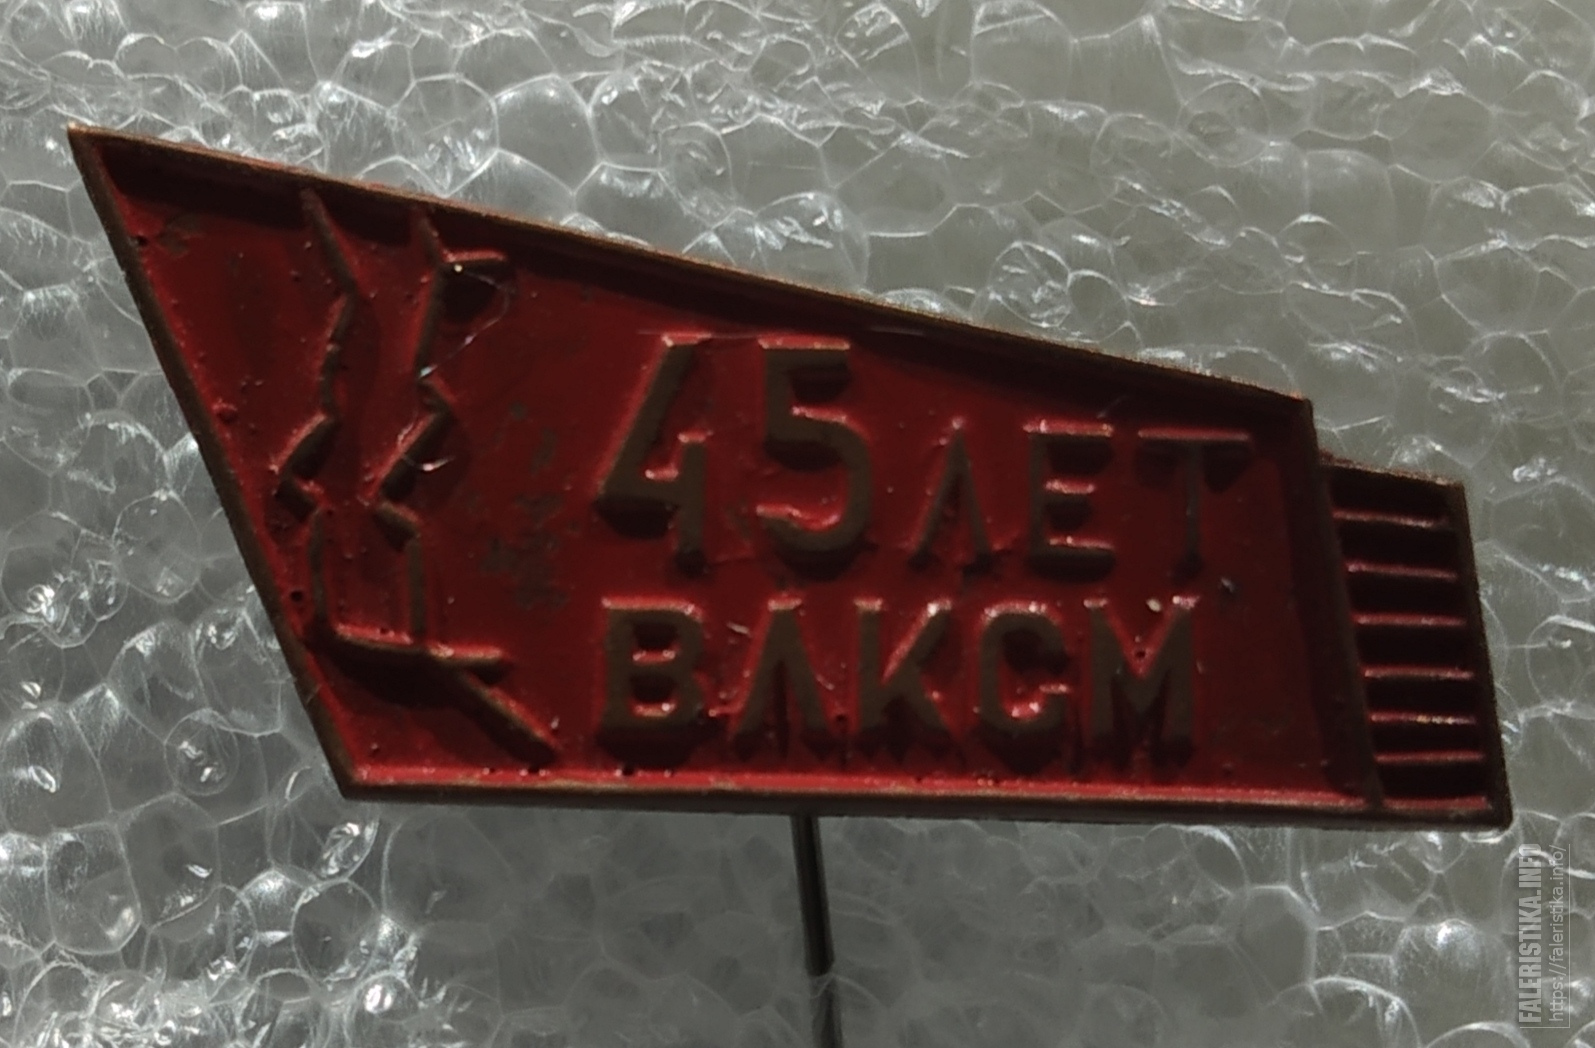 45 ЛЕТ
ВЛКСМ
FALERISTIKA.INFO
https://faleristika.info/